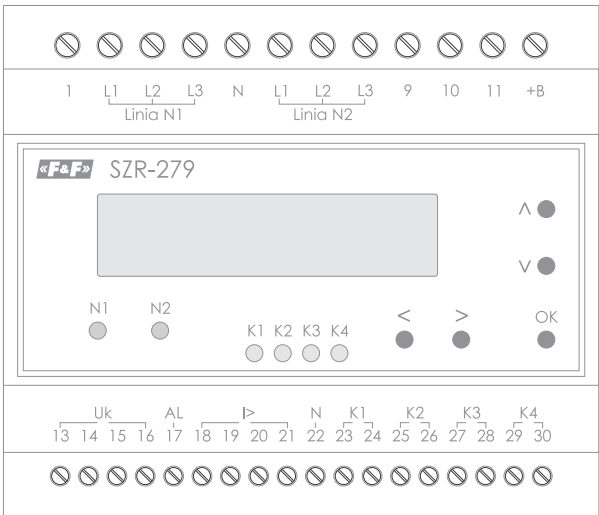 1 L1 L2 L3 N L1 L2 L3 9 10 11 +B
Linia N1 Linia N2
«F&F» SZR-279
^
v
N1 N2 < > OK
K1 K2 K3 K4
Uk AL I> N K1 K2 K3 K4
13 14 15 16 17 18 19 20 21 22 23 24 25 26 27 28 29 30